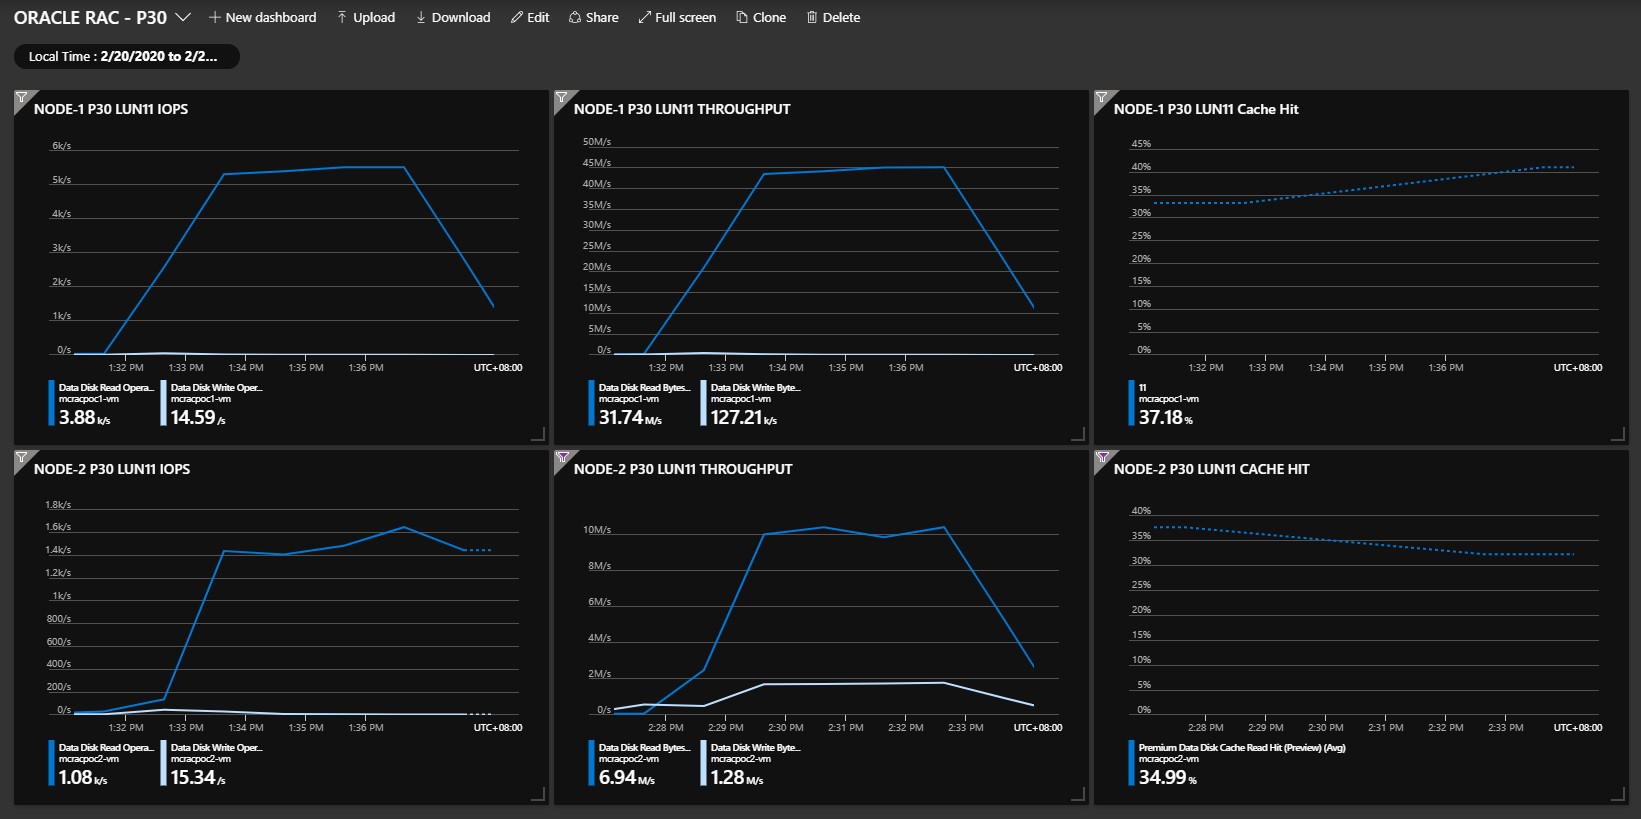 ORACLE RAC - P30
New dashboard
Upload
Download
Edit
Share
Full screen
Clone
Delete
Local Time : 2/20/2020 to 2/2...
NODE-1 P30 LUN11 IOPS
6k/s
5k/s
4k/s
3k/s
2k/s
1k/s
0/s
1:32 PM 1:33 PM 1:34 PM 1:35 PM 1:36 PM UTC+08:00
Data Disk Read Opera... Data Disk Write Oper...
mcracpoc1-vm mcracpoc1-vm
3.88 k/s 14.59 /s
NODE-1 P30 LUN11 THROUGHPUT
50M/s
45M/s
40M/s
35M/s
30M/s
25M/s
20M/s
15M/s
10M/s
5M/s
0/s
1:32 PM 1:33 PM 1:34 PM 1:35 PM 1:36 PM UTC+08:00
Data Disk Read Bytes... Data Disk Write Byte...
mcracpoc1-vm mcracpoc1-vm
31.74 M/s 127.21 k/s
NODE-1 P30 LUN11 Cache Hit
45%
40%
35%
30%
25%
20%
15%
10%
5%
0%
1:32 PM 1:33 PM 1:34 PM 1:35 PM 1:36 PM UTC+08:00
11
mcracpoc1-vm
37.18 %
NODE-2 P30 LUN11 IOPS
1.8k/s
1.6k/s
1.4k/s
1.2k/s
1k/s
800/s
600/s
400/s
200/s
0/s
1:32 PM 1:33 PM 1:34 PM 1:35 PM 1:36 PM UTC+08:00
Data Disk Read Opera... Data Disk Write Oper...
mcracpoc2-vm mcracpoc2-vm
1.08 k/s 15.34 /s
NODE-2 P30 LUN11 THROUGHPUT
10M/s
8M/s
6M/s
4M/s
2M/s
0/s
2:28 PM 2:29 PM 2:30 PM 2:31 PM 2:32 PM 2:33 PM UTC+08:00
Data Disk Read Bytes... Data Disk Write Byte...
mcracpoc2-vm mcracpoc2-vm
6.94 M/s 1.28 M/s
NODE-2 P30 LUN11 CACHE HIT
40%
35%
30%
25%
20%
15%
10%
5%
0%
2:28 PM 2:29 PM 2:30 PM 2:31 PM 2:32 PM 2:33 PM UTC+08:00
Premium Data Disk Cache Read Hit (Preview) (Avg)
mcracpoc2-vm
34.99 %